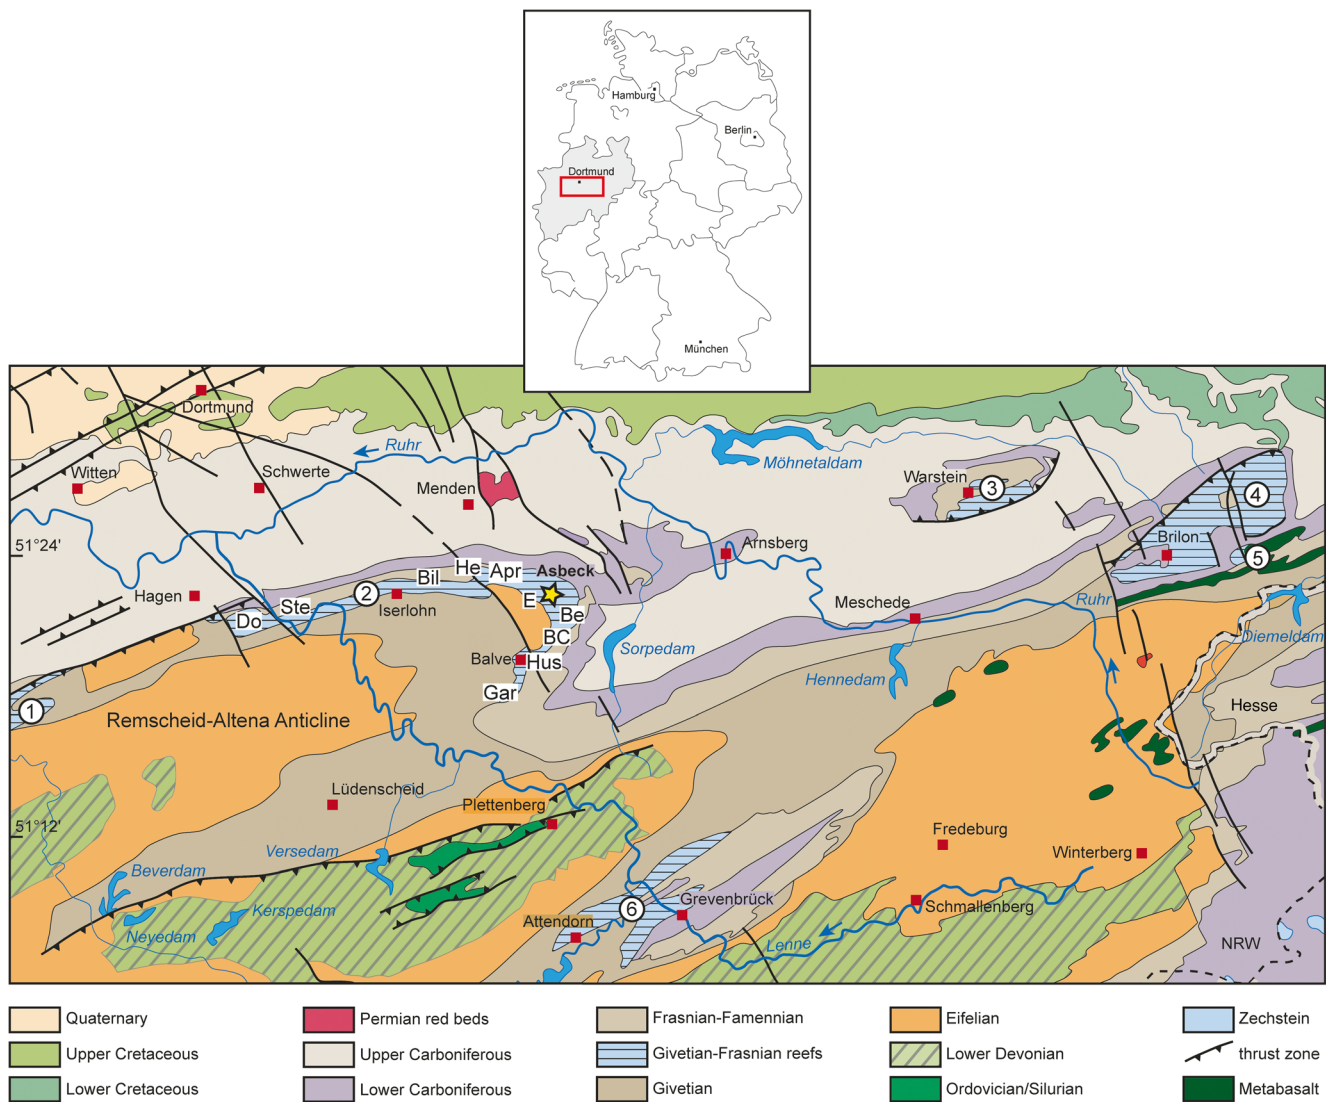 Hamburg
Berlin
Dortmund
München
Dortmund
Ruhr
Möhnetaldam
Witten
Schwerte
Menden
Warstein
3
4
51°24'
Arnsberg
Brilon
5
He
Apr
Asbeck
Bil
Hagen
2
Iserlohn
E
Ste
Do
Be
Meschede
Ruhr
BC
Diemeldam
Balve
Hus
Sorpedam
Hennedam
Gar
1
Remscheid-Altena Anticline
Hesse
Lüdenscheid
Plettenberg
51°12'
Fredeburg
Versedam
Winterberg
Beverdam
Grevenbrück
Kerspedam
6
Schmallenberg
Attendorn
Neyedam
Lenne
NRW
Quaternary
Permian red beds
Frasnian-Famennian
Eifelian
Zechstein
Upper Cretaceous
Upper Carboniferous
Givetian-Frasnian reefs
Lower Devonian
thrust zone
Lower Cretaceous
Lower Carboniferous
Givetian
Ordovician/Silurian
Metabasalt